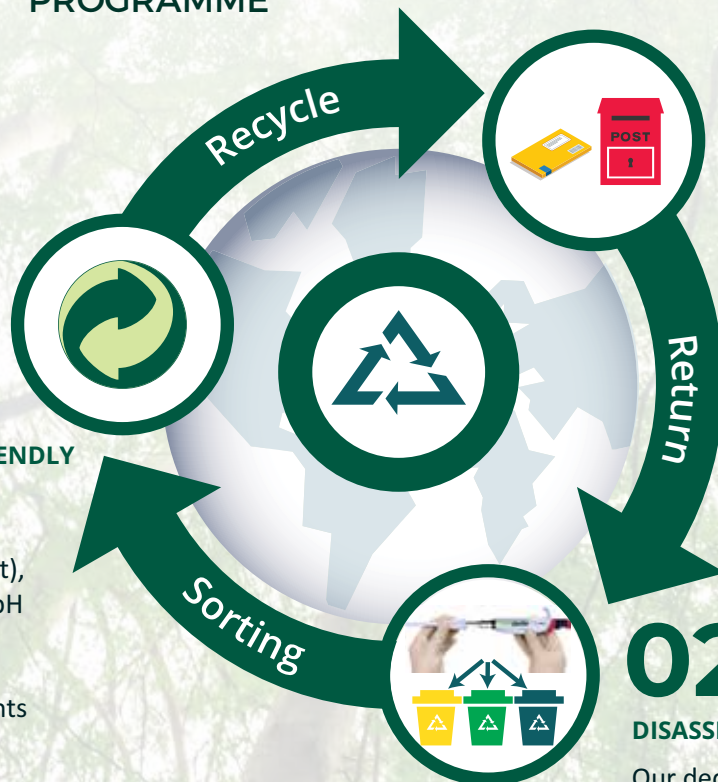 PROGRAMME
Recycle
POST
Return
ENDLY
t),
pH
Sorting
nts
02
DISASS
Our de